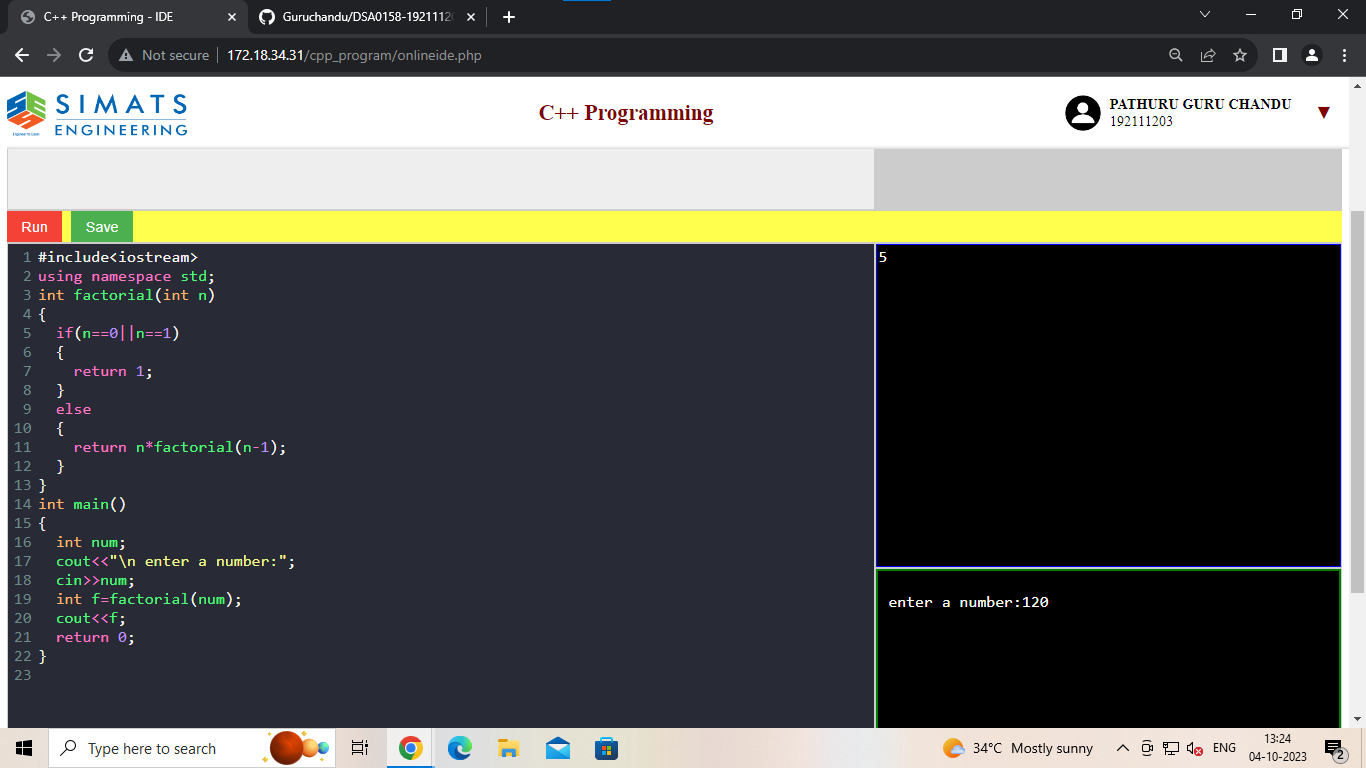 C++ Programming - IDE
Guruchandu/DSA0158-1921112
Not secure
172.18.34.31/cpp_program/onlineide.php
SIMATS
ENGINEERING
C++ Programming
PATHURU GURU CHANDU
192111203
Run
Save
1 #include<iostream>
2 using namespace std;
3 int factorial(int n)
4 {
5 if(n==0||n==1)
6 {
7 return 1;
8 }
9 else
10 {
11 return n*factorial(n-1);
12 }
13 }
14 int main()
15 {
16 int num;
17 cout<<"\n enter a number:";
18 cin>>num;
19 int f=factorial(num);
20 cout<<f;
21 return 0;
22 }
23
5
enter a number:120
Type here to search
34°C Mostly sunny
ENG
13:24
04-10-2023
2